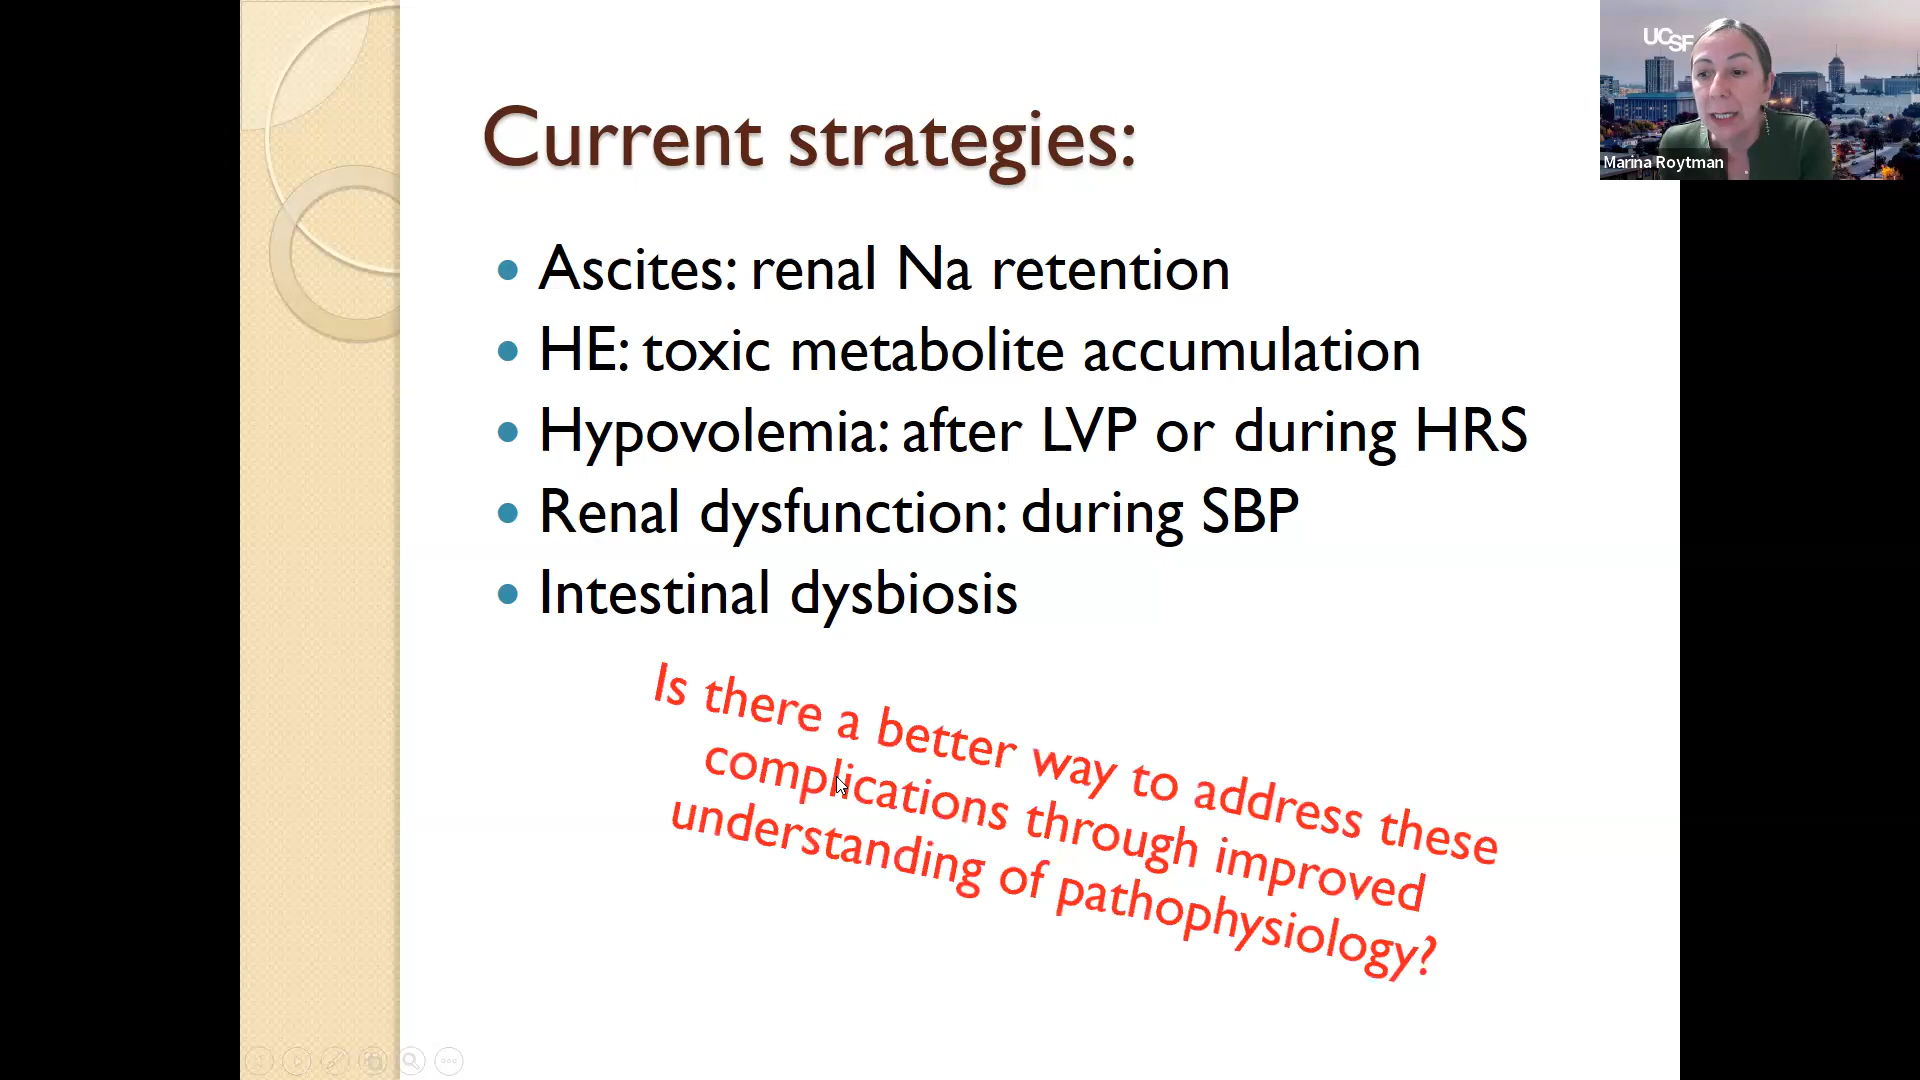 Current strategies:
Ascites: renal Na retention
HE: toxic metabolite accumulation
Hypovolemia: after LVP or during HRS
Renal dysfunction: during SBP
Intestinal dysbiosis
Is there a better way to address these
complications through improved
understanding of pathophysiology?
UCSF
Marina Roytman